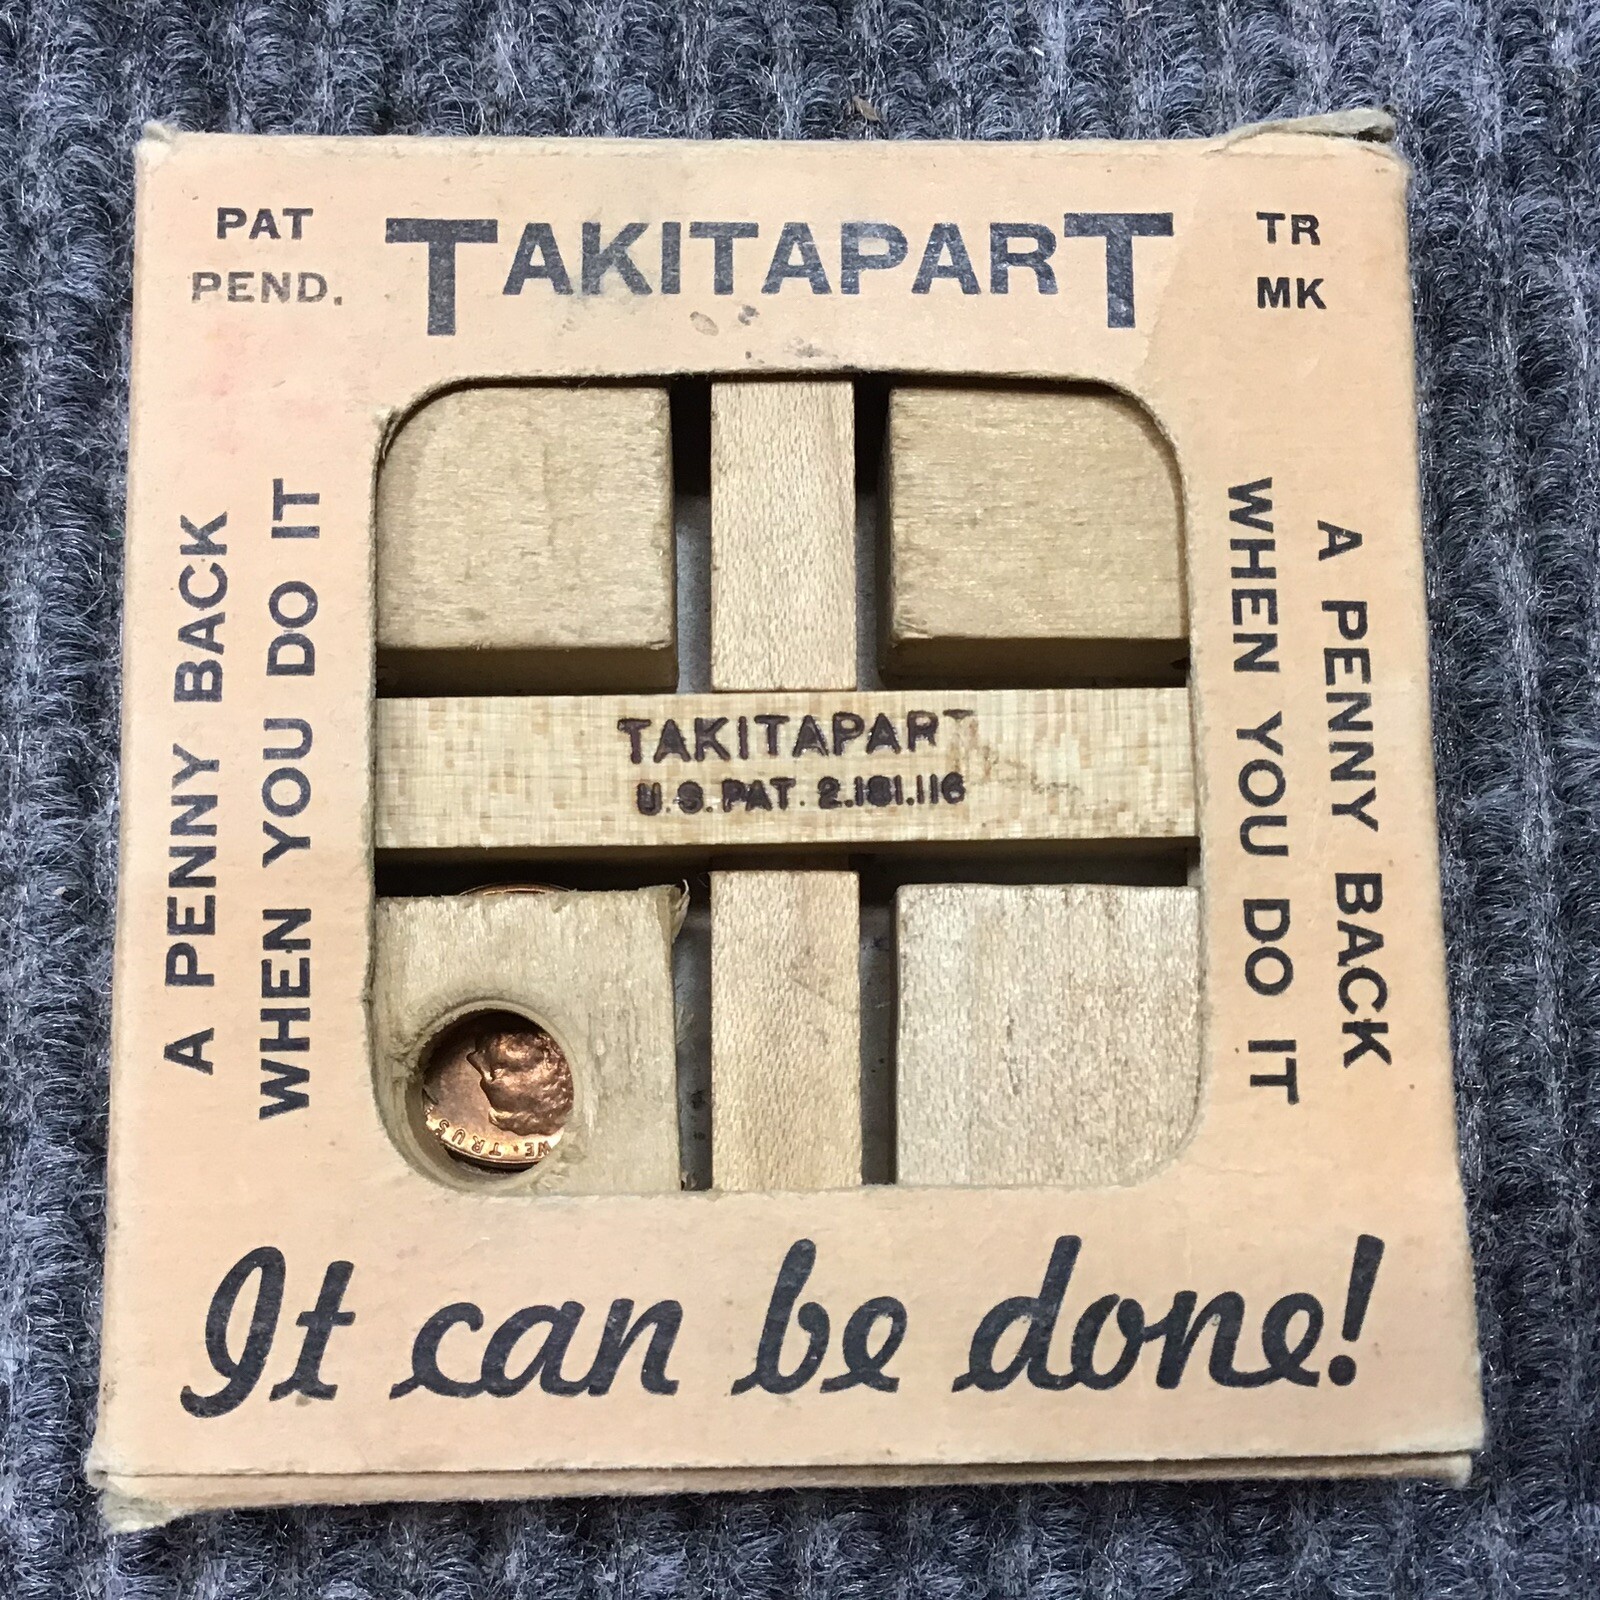 PAT
PEND.
TAKITAPART
TR
MK
A PENNY BACK
WHEN YOU DO IT
A PENNY BACK
WHEN YOU DO IT
TAKITAPART
U.S. PAT. 2.181.116
TRUS
It can be done!